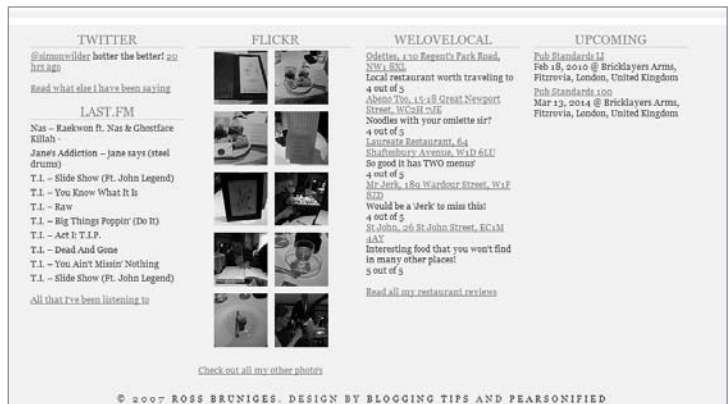 TWITTER
@simonwilder hotter the better! 20
hrs ago
Read what else I have been saying
LAST.FM
Nas – Raekwon ft. Nas & Ghostface
Killah -
Jane's Addiction – jane says (steel
drums)
T.I. – Slide Show (Ft. John Legend)
T.I. – You Know What It Is
T.I. – Raw
T.I. – Big Things Poppin' (Do It)
T.I. – Act I: T.I.P.
T.I. – Dead And Gone
T.I. – You Ain't Missin' Nothing
T.I. – Slide Show (Ft. John Legend)
All that I've been listening to
FLICKR
Check out all my other photo's
WELOVELOCAL
Odettes, 130 Regent's Park Road,
NW1 8XL
Local restaurant worth traveling to
4 out of 5
Abeno Too, 15-18 Great Newport
Street, WC2H 7JE
Noodles with your omlette sir?
4 out of 5
Laureate Restaurant, 64
Shaftesbury Avenue, W1D 6LU
So good it has TWO menus'
4 out of 5
Mr Jerk, 189 Wardour Street, W1F
8ZD
Would be a 'Jerk' to miss this!
4 out of 5
St John, 26 St John Street, EC1M
4AY
Interesting food that you won't find
in many other places!
5 out of 5
Read all my restaurant reviews
UPCOMING
Pub Standards LI
Feb 18, 2010 @ Bricklayers Arms,
Fitzrovia, London, United Kingdom
Pub Standards 100
Mar 13, 2014 @ Bricklayers Arms,
Fitzrovia, London, United Kingdom
© 2007 ROSS BRUNIGES. DESIGN BY BLOGGING TIPS AND PEARSONIFIED